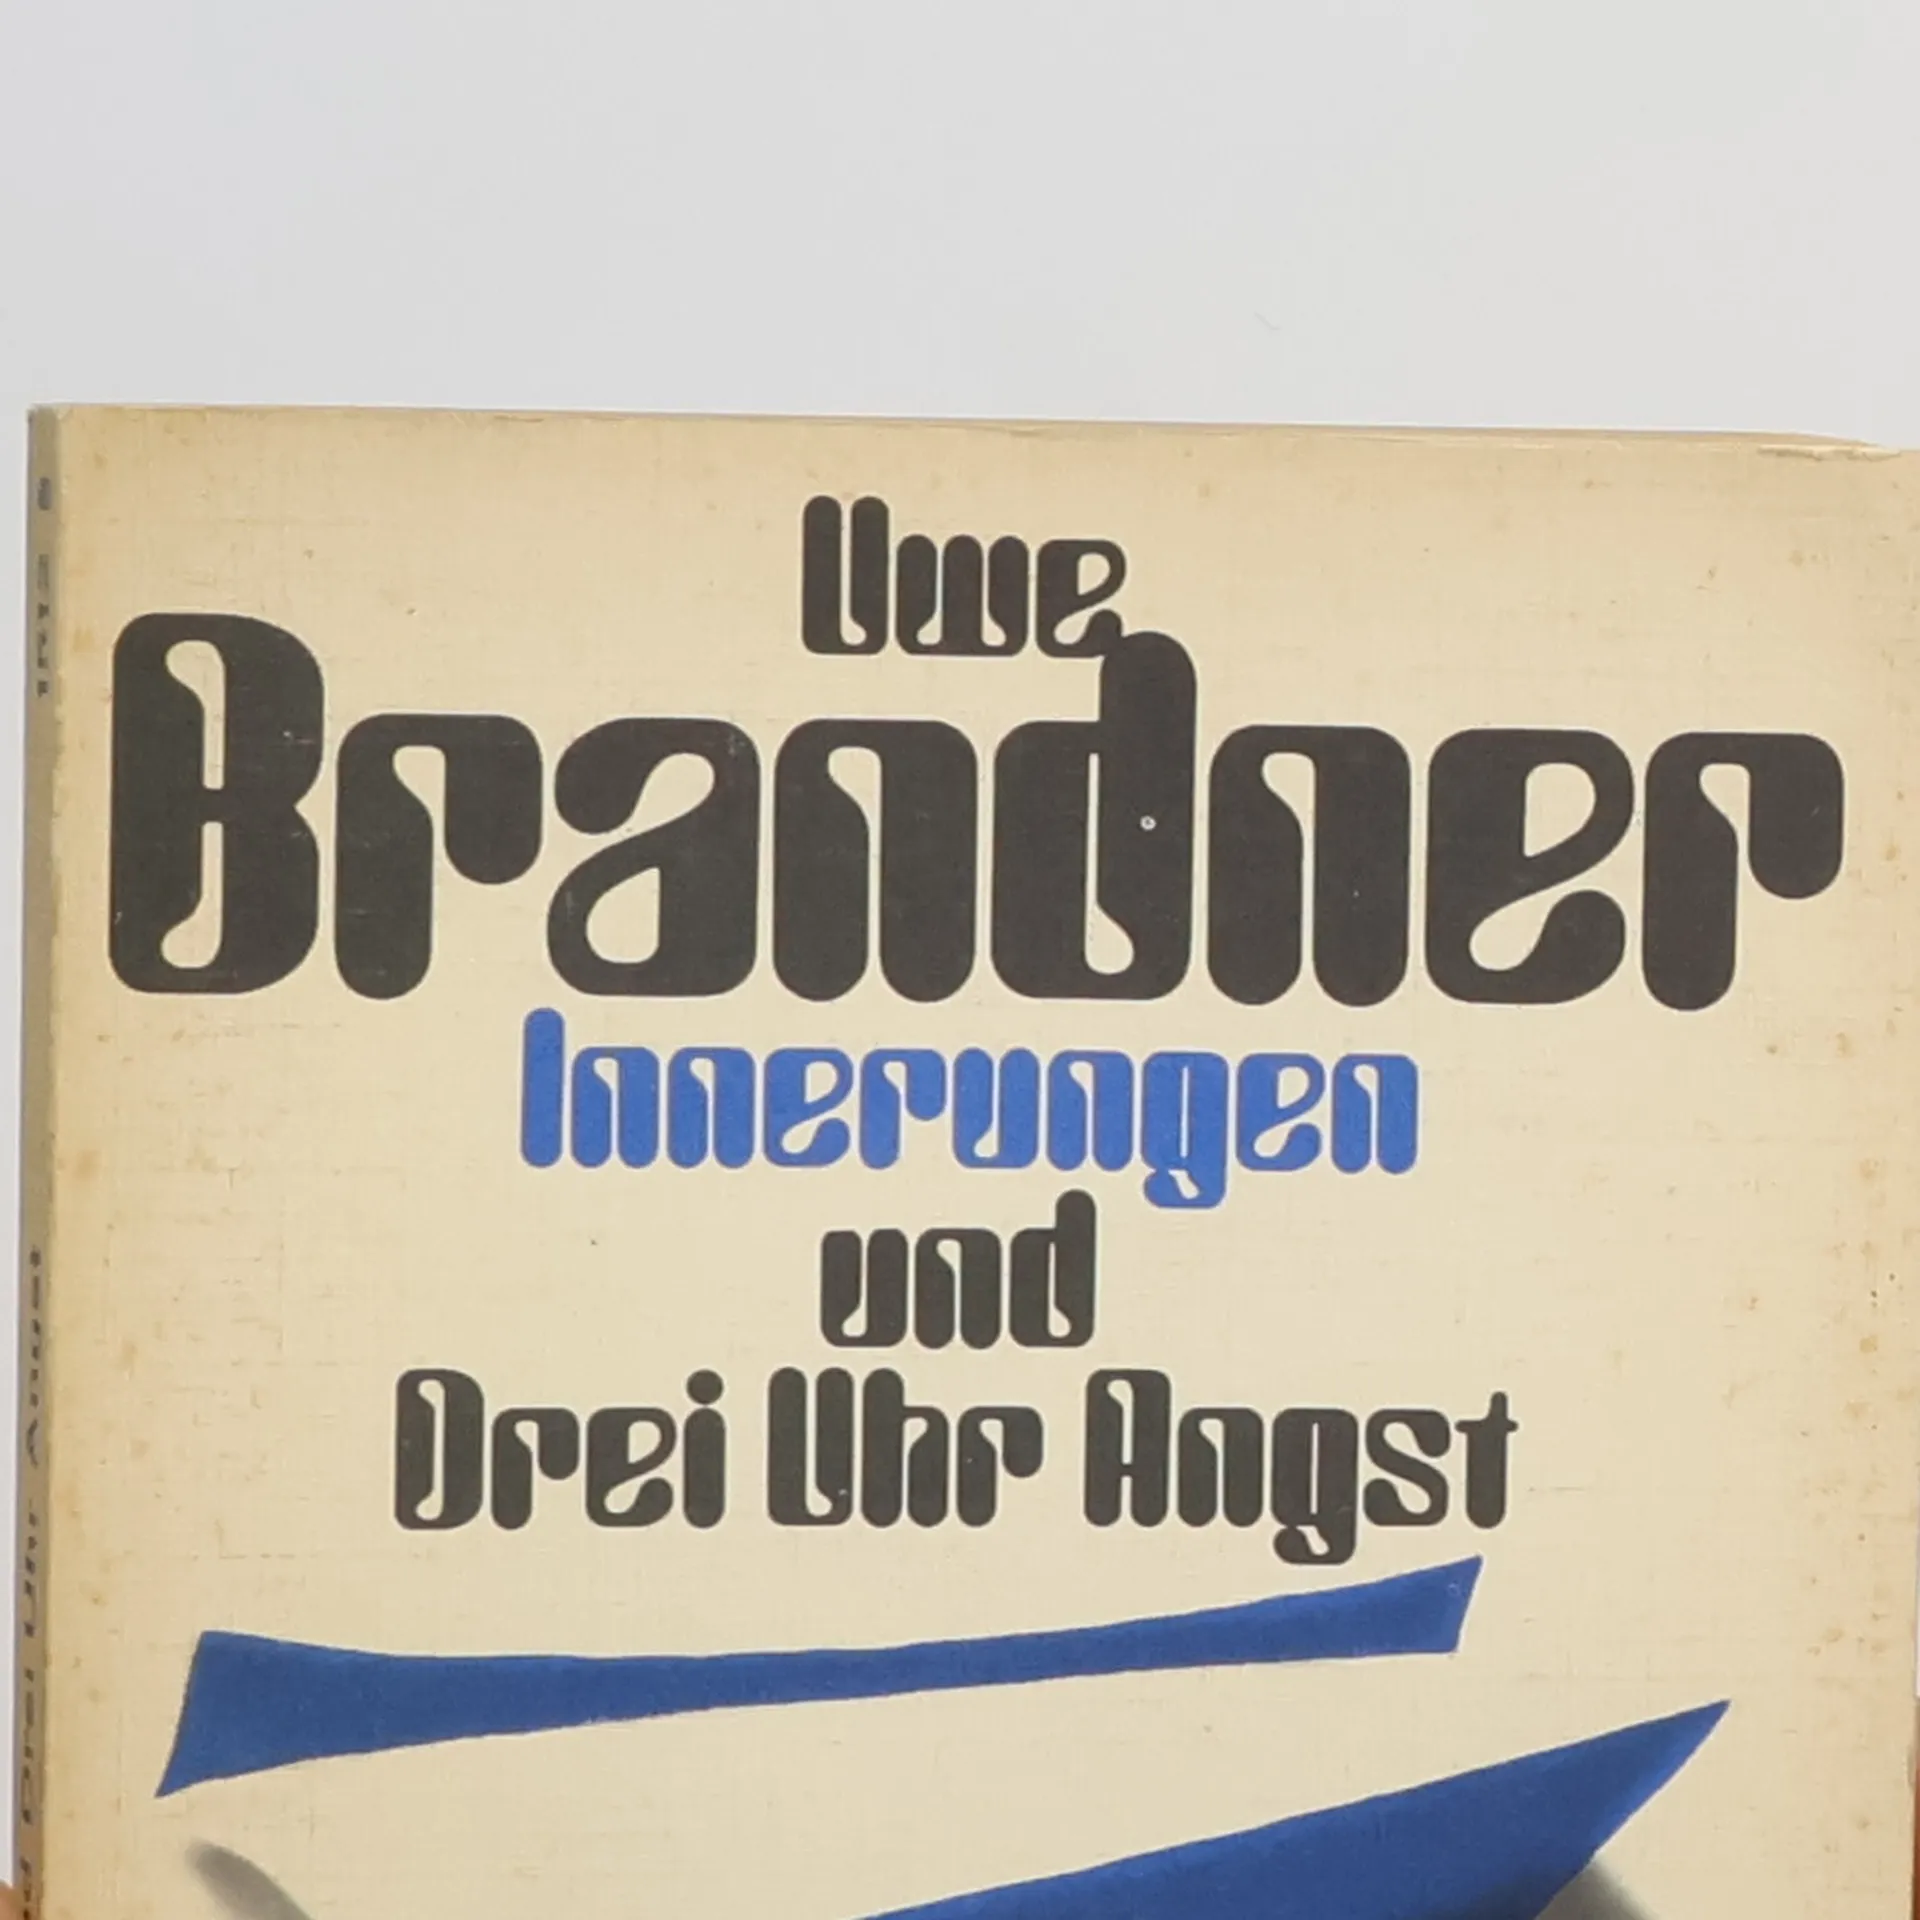 Uwe
Brandner
Innerungen
und
Drei Uhr Angst